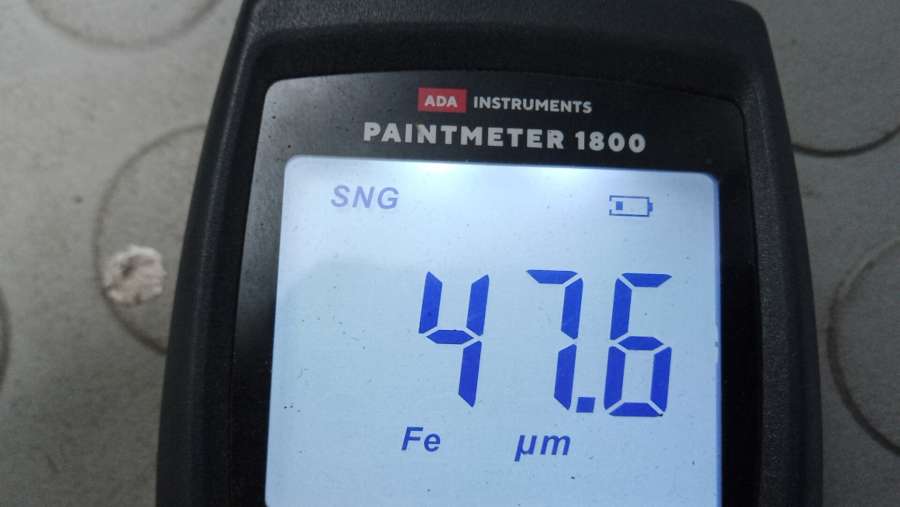 ADA INSTRUMENTS
PAINTMETER 1800
SNG
47.6
Fe µm